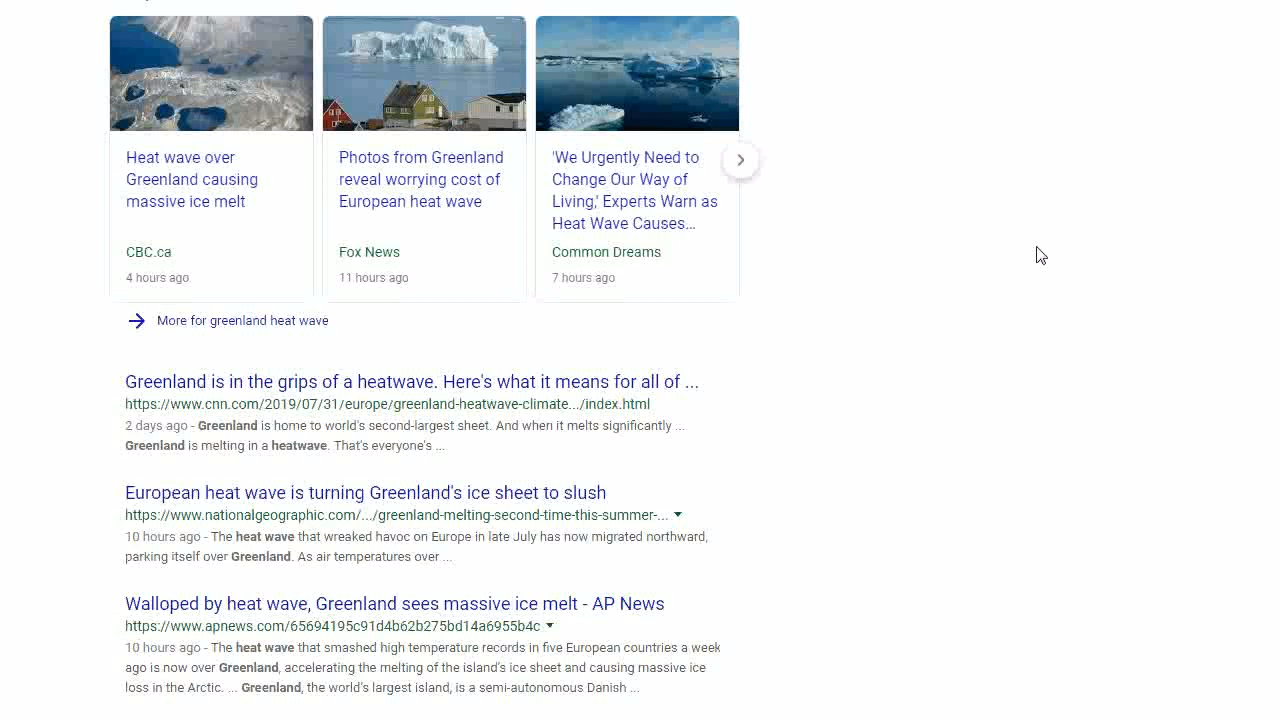 Heat wave over
Greenland causing
massive ice melt
CBC.ca
4 hours ago
Photos from Greenland
reveal worrying cost of
European heat wave
Fox News
11 hours ago
'We Urgently Need to
Change Our Way of
Living,' Experts Warn as
Heat Wave Causes...
Common Dreams
7 hours ago
More for greenland heat wave
Greenland is in the grips of a heatwave. Here's what it means for all of ...
https://www.cnn.com/2019/07/31/europe/greenland-heatwave-climate.../index.html
2 days ago - Greenland is home to world's second-largest sheet. And when it melts significantly ...
Greenland is melting in a heatwave. That's everyone's ...
European heat wave is turning Greenland's ice sheet to slush
https://www.nationalgeographic.com/.../greenland-melting-second-time-this-summer-...
10 hours ago - The heat wave that wreaked havoc on Europe in late July has now migrated northward,
parking itself over Greenland. As air temperatures over ...
Walloped by heat wave, Greenland sees massive ice melt - AP News
https://www.apnews.com/65694195c91d4b62b275bd14a6955b4c
10 hours ago - The heat wave that smashed high temperature records in five European countries a week
ago is now over Greenland, accelerating the melting of the island's ice sheet and causing massive ice
loss in the Arctic. ... Greenland, the world's largest island, is a semi-autonomous Danish ...